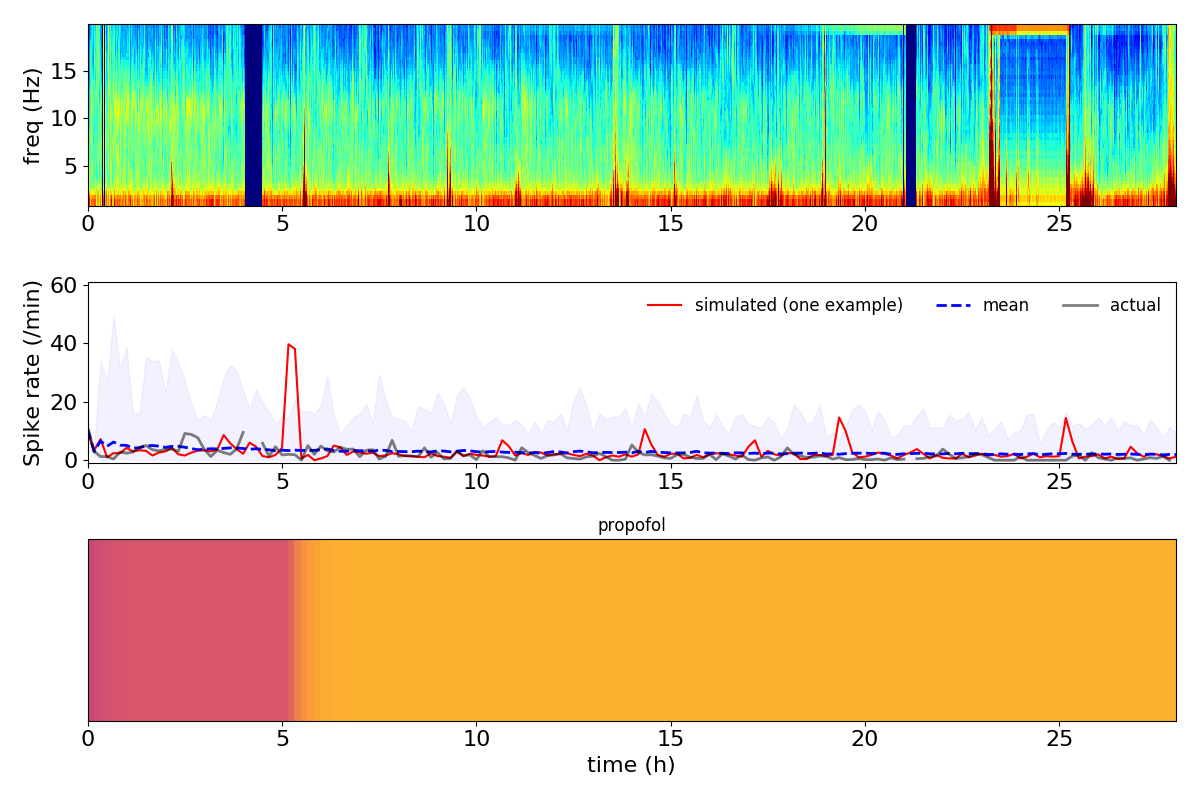 15
10
5
freq (Hz)
0 5 10 15 20 25
60
40
20
0
Spike rate (/min)
simulated (one example) mean actual
0 5 10 15 20 25
propofol
0 5 10 15 20 25
time (h)